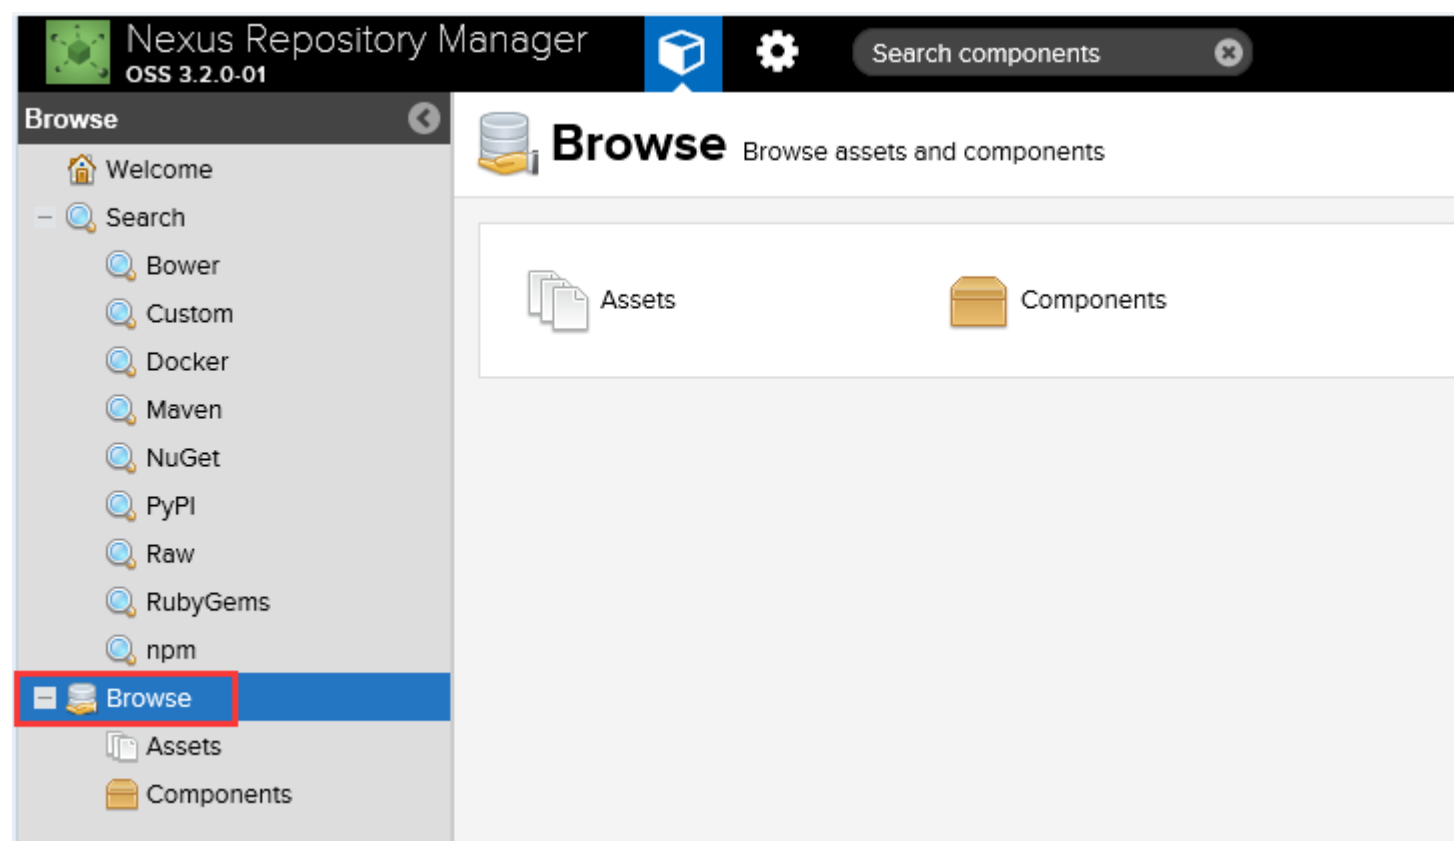 Nexus Repository Manager
OSS 3.2.0-01
Search components
Browse
Welcome
Search
Bower
Custom
Docker
Maven
NuGet
PyPI
Raw
RubyGems
npm
Browse
Assets
Components
Browse Browse assets and components
Assets Components